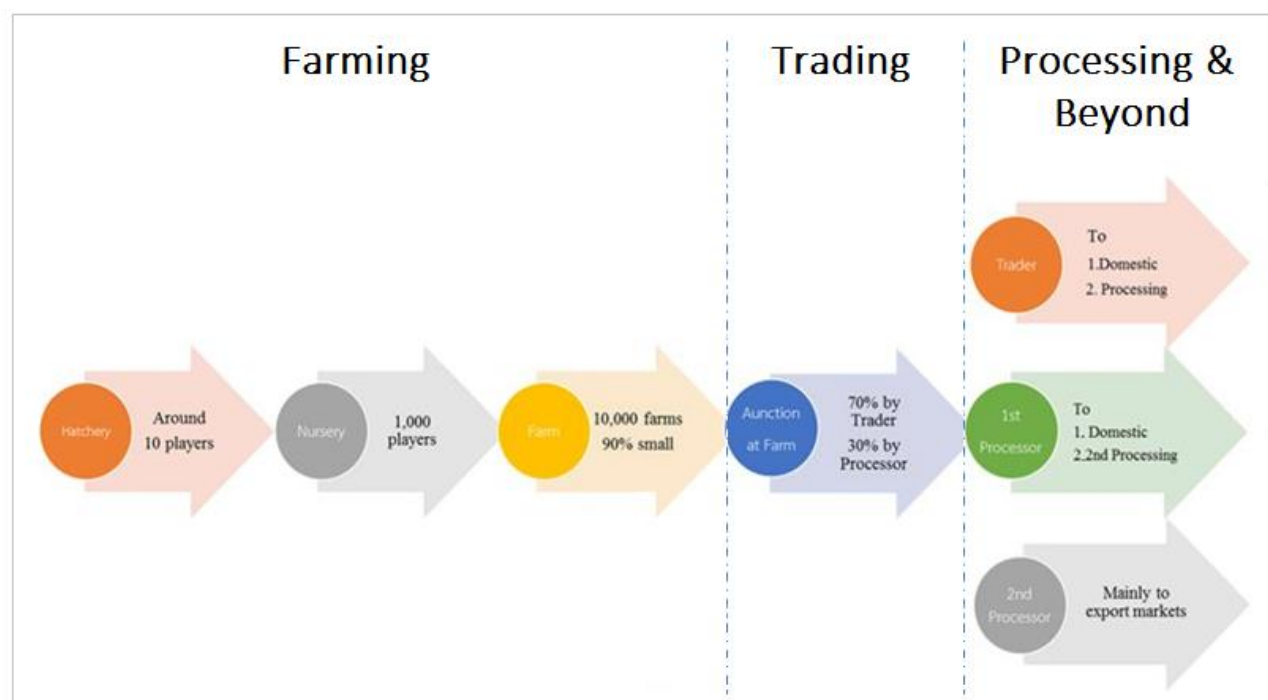 Farming
Trading
Processing &
Beyond
Hatchery
Around
10 players
Nursery
1,000
players
Farm
10,000 farms
90% small
Aunction
at Farm
70% by
Trader
30% by
Processor
Trader
To
1.Domestic
2. Processing
1st
Processor
To
1. Domestic
2.2nd Processing
2nd
Processor
Mainly to
export markets